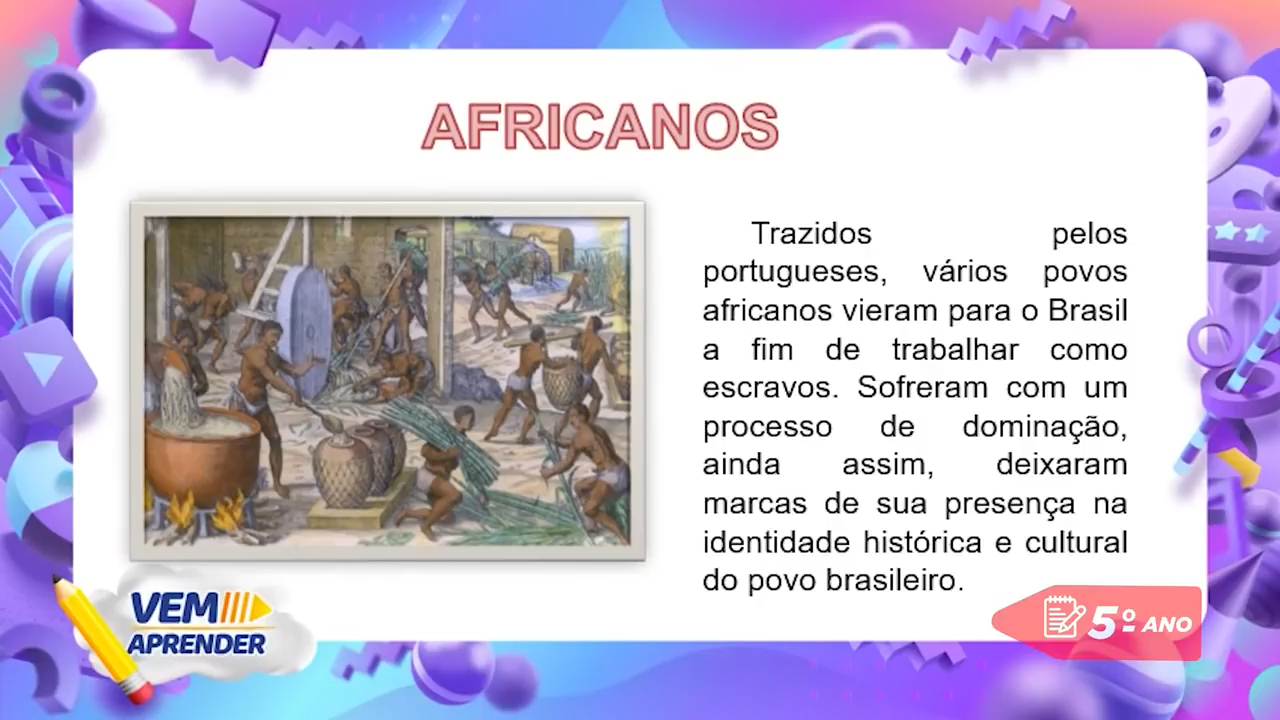 AFRICANOS
Trazidos pelos
portugueses, vários povos
africanos vieram para o Brasil
a fim de trabalhar como
escravos. Sofreram com um
processo de dominação,
ainda assim, deixaram
marcas de sua presença na
identidade histórica e cultural
do povo brasileiro.
VEM
APRENDER
5º ANO